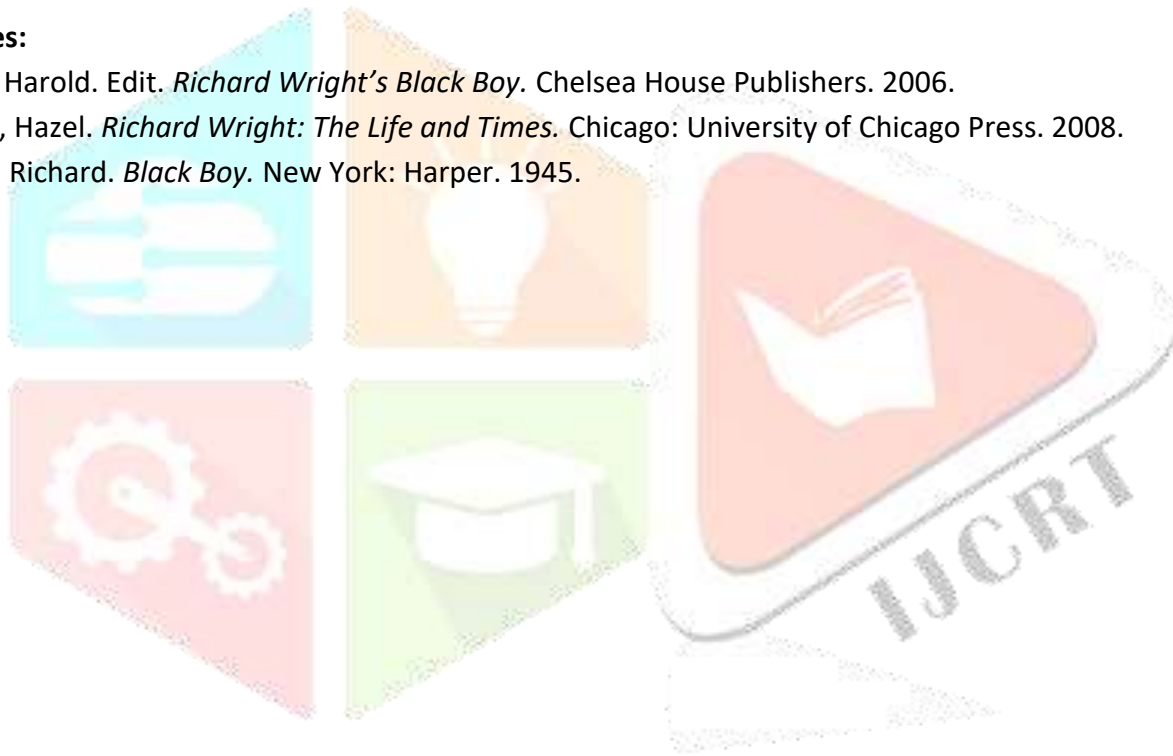 es:
Harold. Edit. Richard Wright’s Black Boy. Chelsea House Publishers. 2006.
, Hazel. Richard Wright: The Life and Times. Chicago: University of Chicago Press. 2008.
Richard. Black Boy. New York: Harper. 1945.
IJCRT